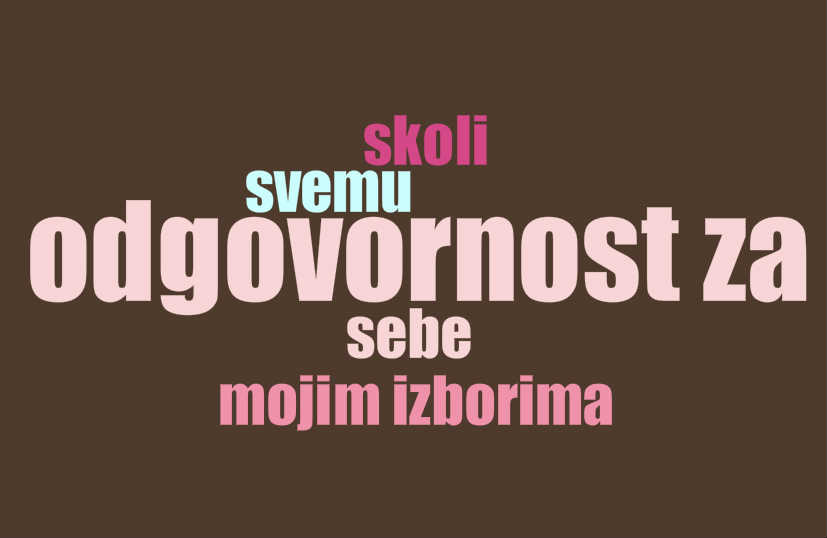 skoli
svemu
odgovornost za
sebe
mojim izborima